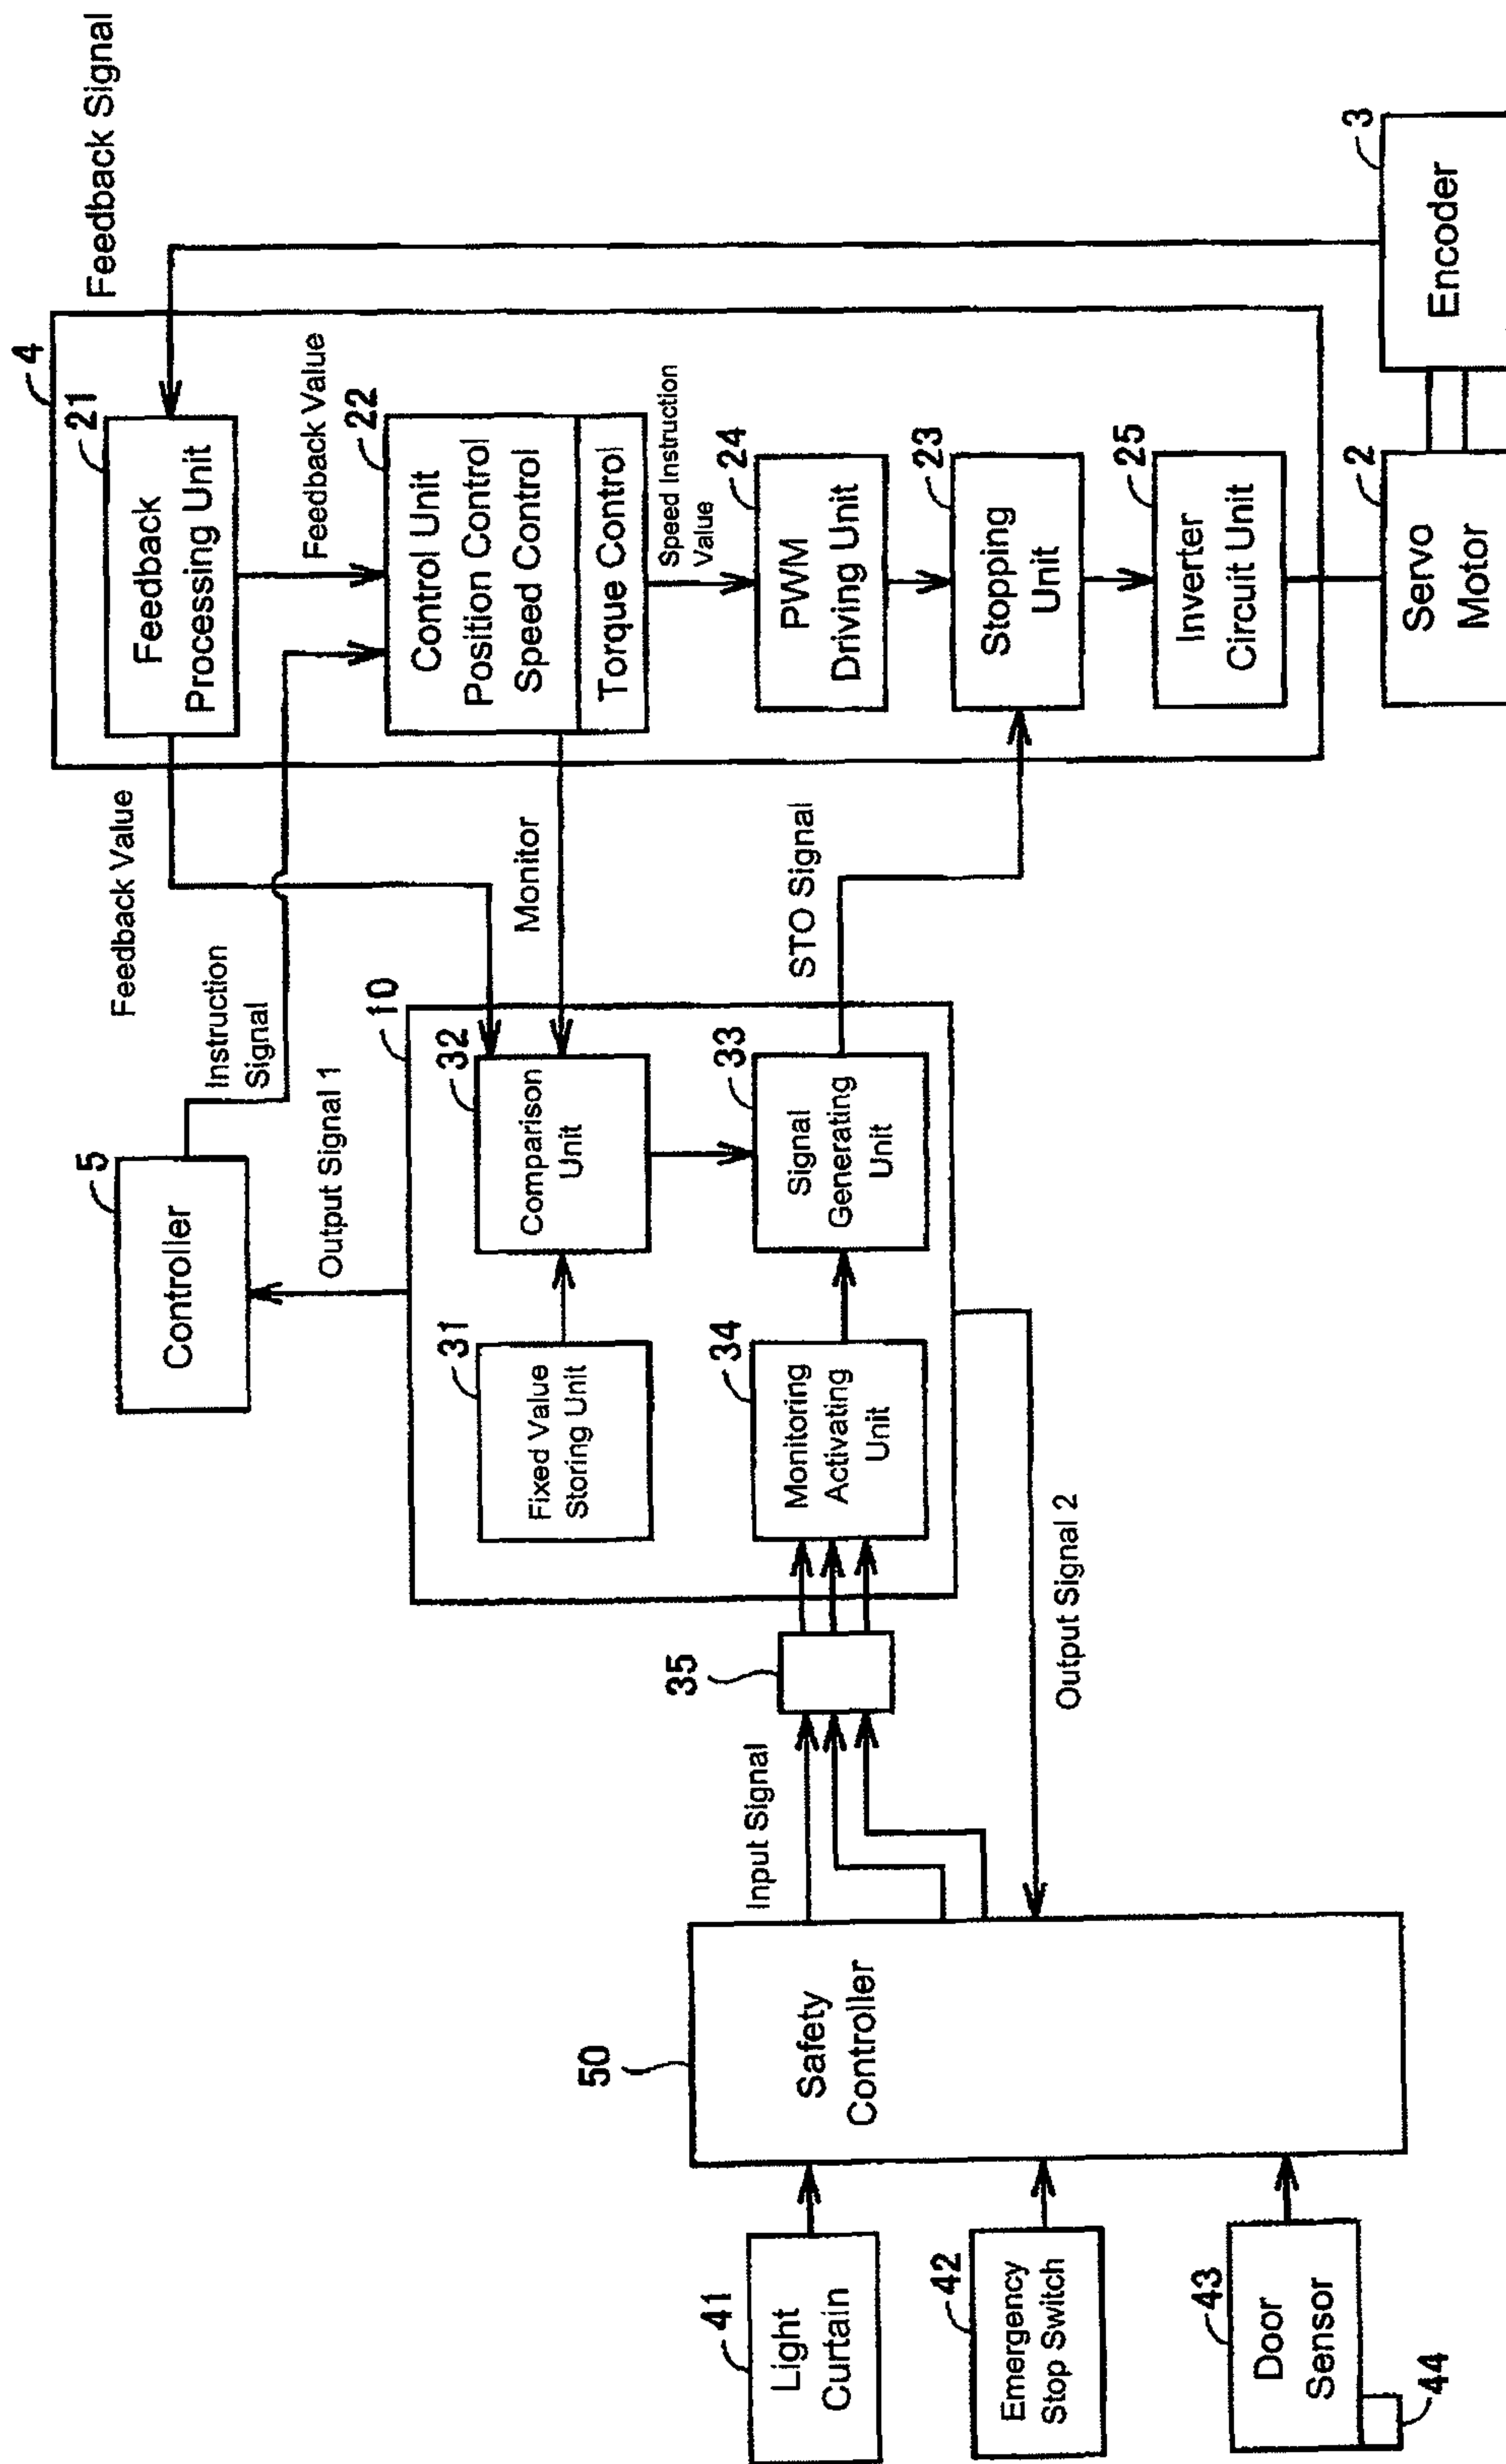 Feedback Signal
4
21
Feedback
Processing Unit
Feedback Value
22
Control Unit
Position Control
Speed Control
Torque Control
Speed Instruction
Value
24
PWM
Driving Unit
23
Stopping
Unit
25
Inverter
Circuit Unit
2
Servo
Motor
3
Encoder
Feedback Value
Instruction
Signal
Monitor
STO Signal
5
Controller
Output Signal 1
10
32
Comparison
Unit
33
Signal
Generating
Unit
31
Fixed Value
Storing Unit
34
Monitoring
Activating
Unit
35
Input Signal
Output Signal 2
50
Safety
Controller
41
Light
Curtain
42
Emergency
Stop Switch
43
Door
Sensor
44